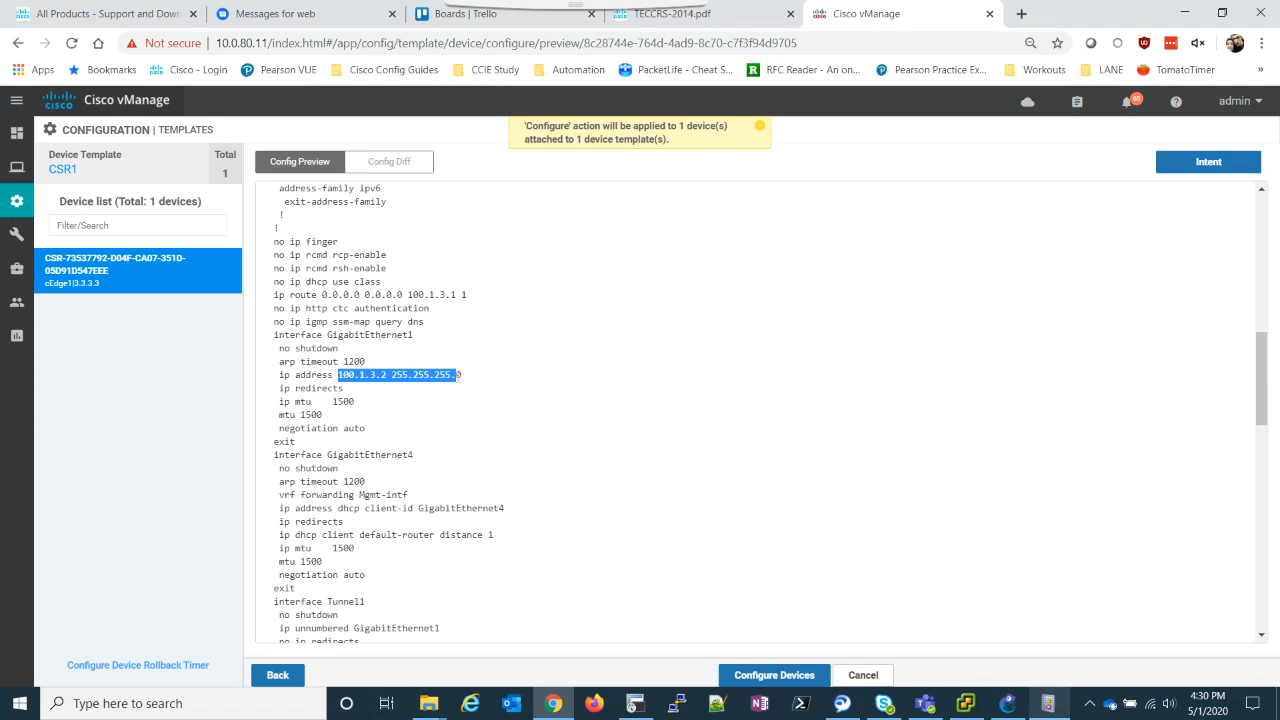 All Updates / Supp
Messages for web
Boards | Trello
TECCRS-2014.pdf
Cisco vManage
Not secure | 10.0.80.11/index.html#/app/config/template/device/configure/preview/8c28744e-764d-4ad9-8c70-c7f3f94d9705
Apps Bookmarks Cisco - Login Pearson VUE Cisco Config Guides CCIE Study Automation PacketLife - Cheat S... RFC Reader - An on... Pearson Practice Ex... Workouts LANE TomatoTimer »
Cisco vManage
admin
CONFIGURATION | TEMPLATES
'Configure' action will be applied to 1 device(s)
attached to 1 device template(s).
Device Template
CSR1
Total
1
Device list (Total: 1 devices)
Filter/Search
CSR-73537792-D04F-CA07-351D-
05D91D547EEE
cEdge1|3.3.3.3
Configure Device Rollback Timer
Config Preview
Config Diff
Intent
address-family ipv6
exit-address-family
!
!
no ip finger
no ip rcmd rcp-enable
no ip rcmd rsh-enable
no ip dhcp use class
ip route 0.0.0.0 0.0.0.0 100.1.3.1 1
no ip http ctc authentication
no ip igmp ssm-map query dns
interface GigabitEthernet1
no shutdown
arp timeout 1200
ip address 100.1.3.2 255.255.255.0
ip redirects
ip mtu    1500
mtu 1500
negotiation auto
exit
interface GigabitEthernet4
no shutdown
arp timeout 1200
vrf forwarding Mgmt-intf
ip address dhcp client-id GigabitEthernet4
ip redirects
ip dhcp client default-router distance 1
ip mtu    1500
mtu 1500
negotiation auto
exit
interface Tunnel1
no shutdown
ip unnumbered GigabitEthernet1
no ip redirects
Back
Configure Devices
Cancel
Type here to search
4:30 PM
5/1/2020